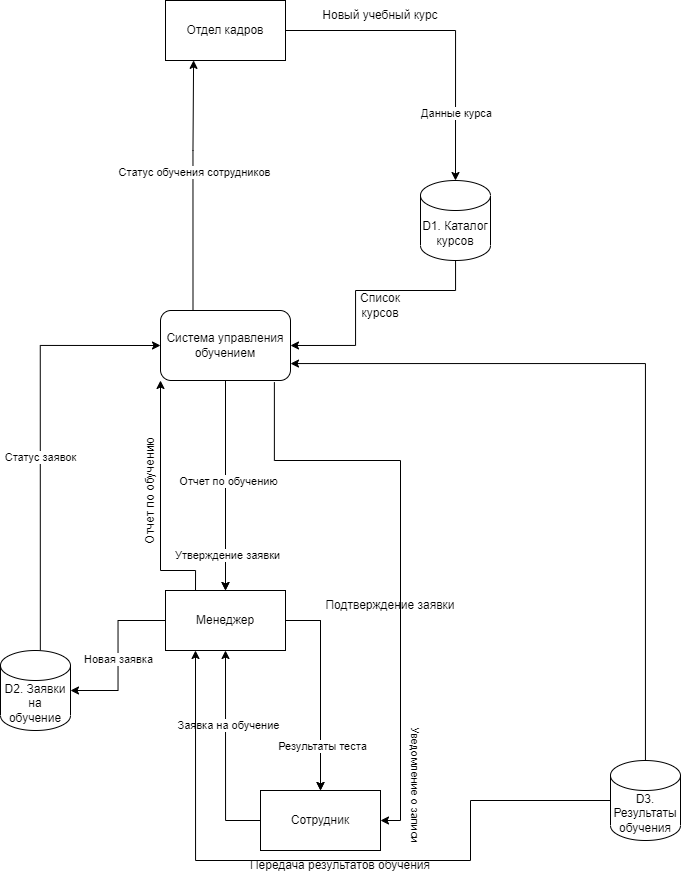 Новый учебный курс
Отдел кадров
Данные курса
Статус обучения сотрудников
D1. Каталог
курсов
Список
курсов
Система управления
обучением
Статус заявок
Отчет по обучению
Отчет по обучению
Утверждение заявки
Подтверждение заявки
Менеджер
Новая заявка
D2. Заявки
на
обучение
Заявка на обучение
Результаты теста
Уведомление о записи
Сотрудник
D3.
Результаты
обучения
Передача результатов обучения